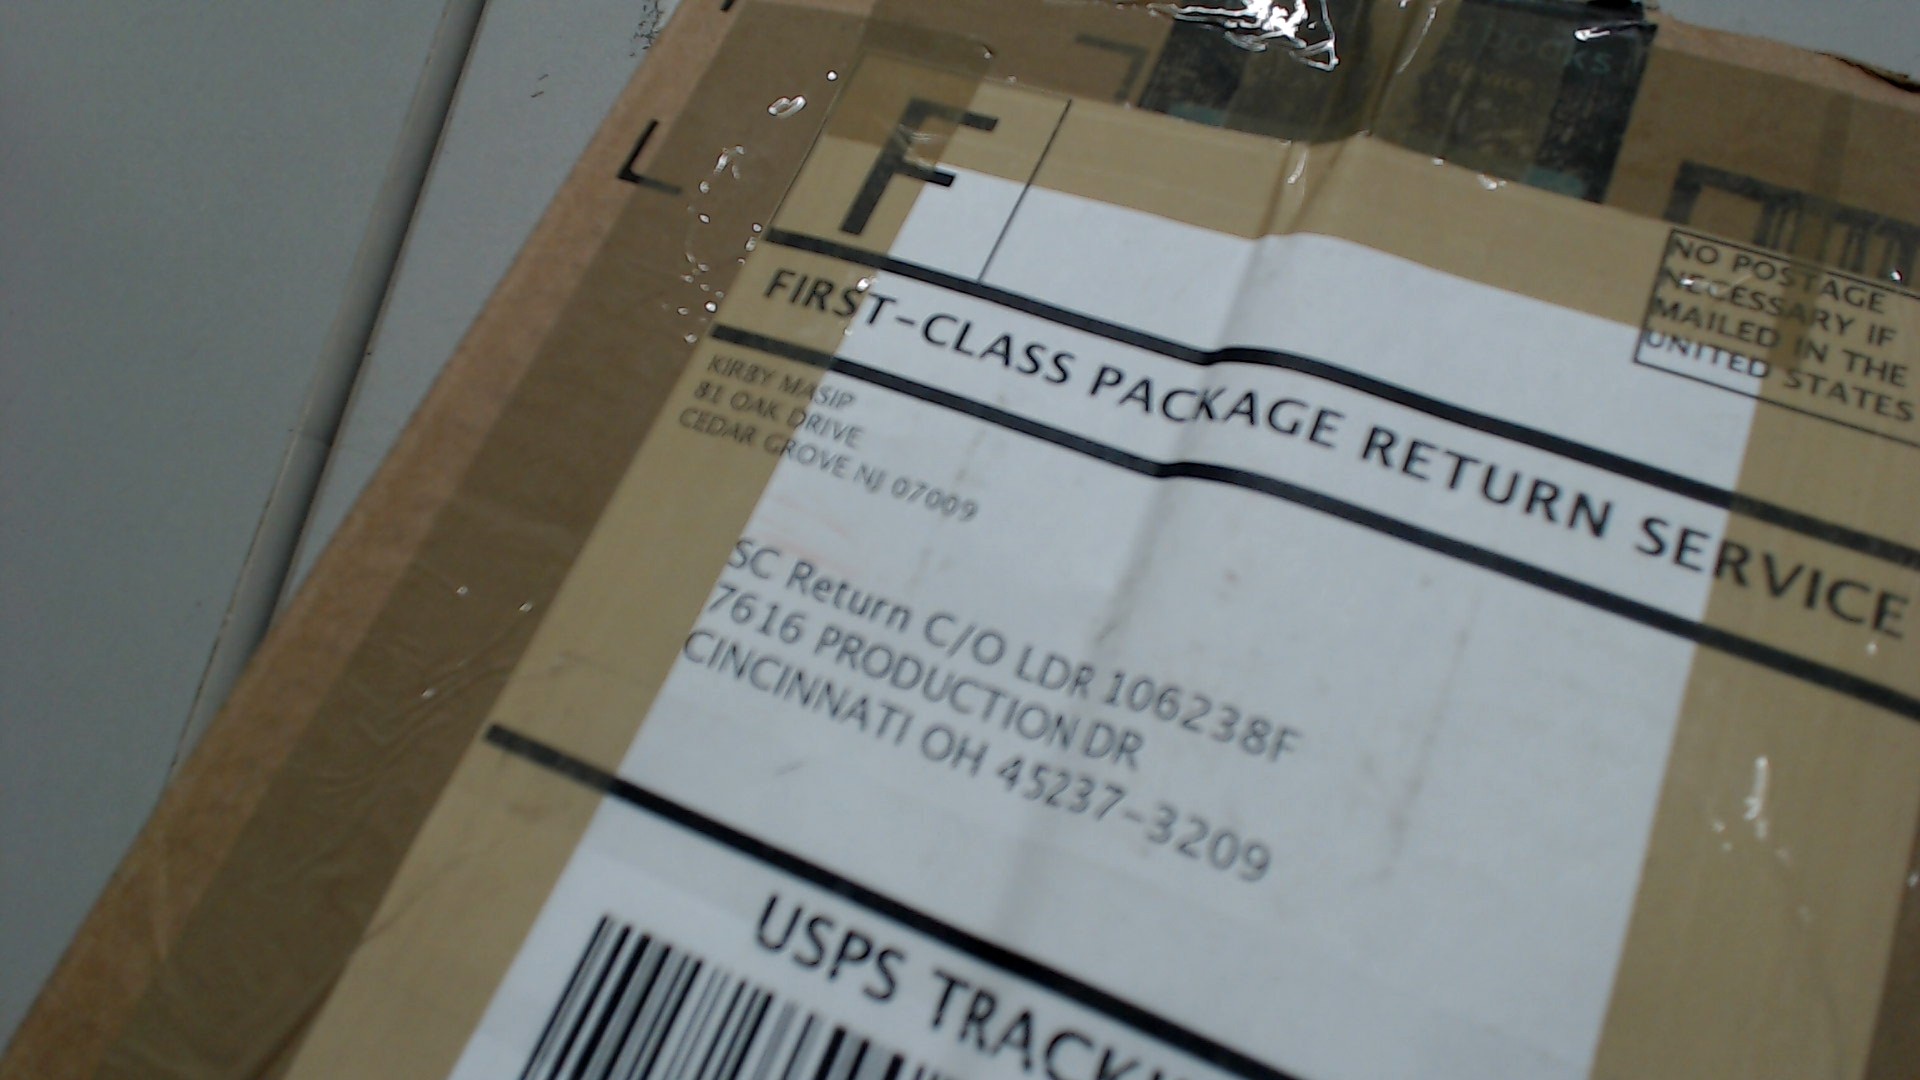 F
NO POSTAGE
NECESSARY IF
MAILED IN THE
UNITED STATES
FIRST-CLASS PACKAGE RETURN SERVICE
KIRBY MASIP
81 OAK DRIVE
CEDAR GROVE NJ 07009
SC Return C/O LDR 106238F
7616 PRODUCTION DR
CINCINNATI OH 45237-3209
USPS